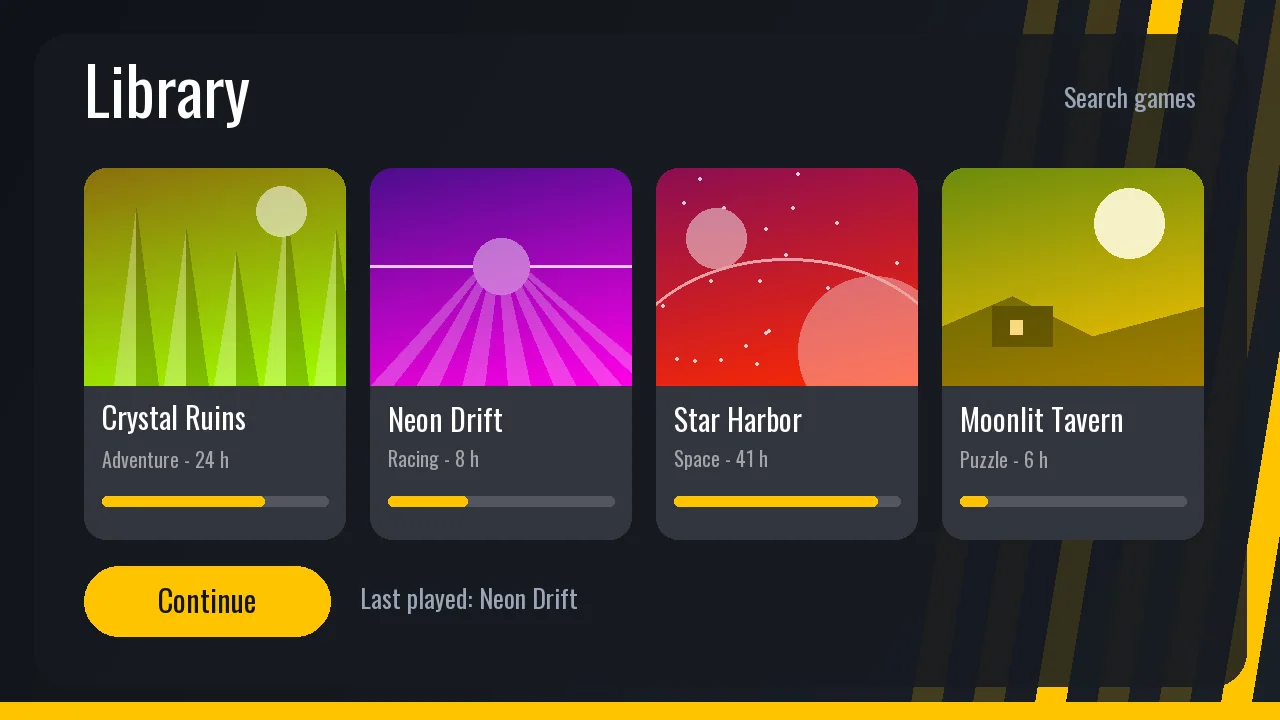 Library
Search games
Crystal Ruins
Adventure - 24 h
Neon Drift
Racing - 8 h
Star Harbor
Space - 41 h
Moonlit Tavern
Puzzle - 6 h
Continue
Last played: Neon Drift